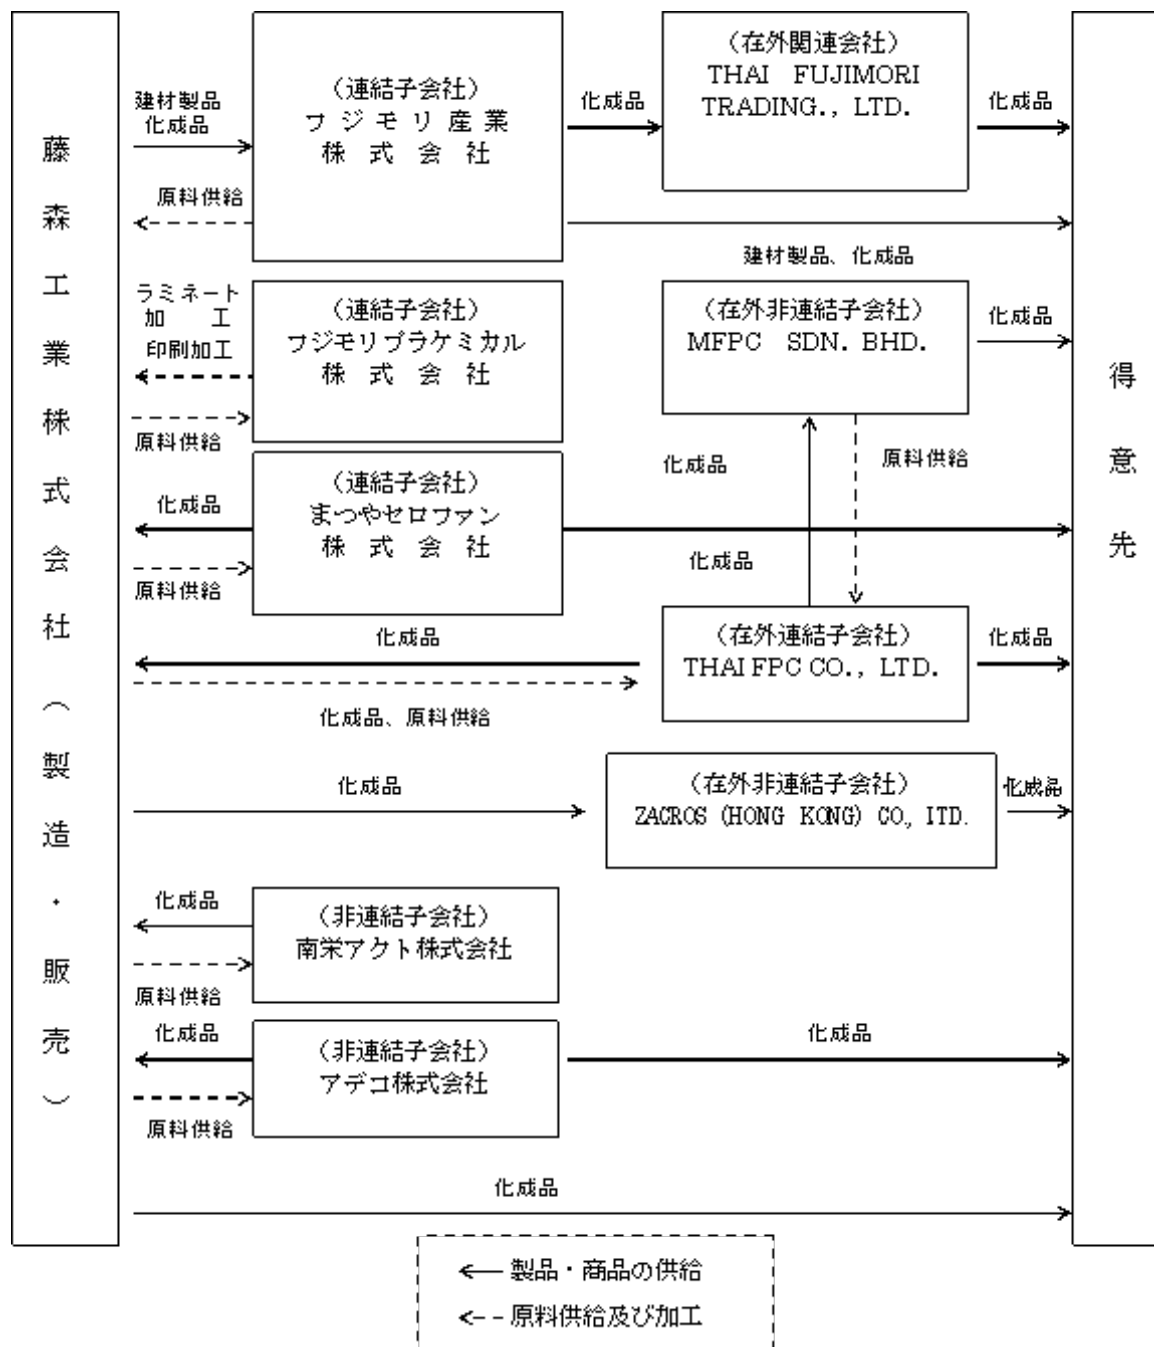 藤森工業株式会社（製造・販売）
建材製品
化成品
原料供給
（連結子会社）
フジモリ産業
株式会社
化成品
（在外関連会社）
THAI FUJIMORI
TRADING., LTD.
化成品
建材製品、化成品
ラミネート
加工
印刷加工
原料供給
（連結子会社）
フジモリプラケミカル
株式会社
（在外非連結子会社）
MFPC SDN. BHD.
化成品
化成品
原料供給
化成品
原料供給
（連結子会社）
まつやセロファン
株式会社
化成品
化成品
化成品、原料供給
（在外連結子会社）
THAI FPC CO., LTD.
化成品
化成品
（在外非連結子会社）
ZACROS (HONG KONG) CO., ITD.
化成品
化成品
原料供給
（非連結子会社）
南栄アクト株式会社
化成品
原料供給
（非連結子会社）
アデコ株式会社
化成品
化成品
得意先
製品・商品の供給
原料供給及び加工